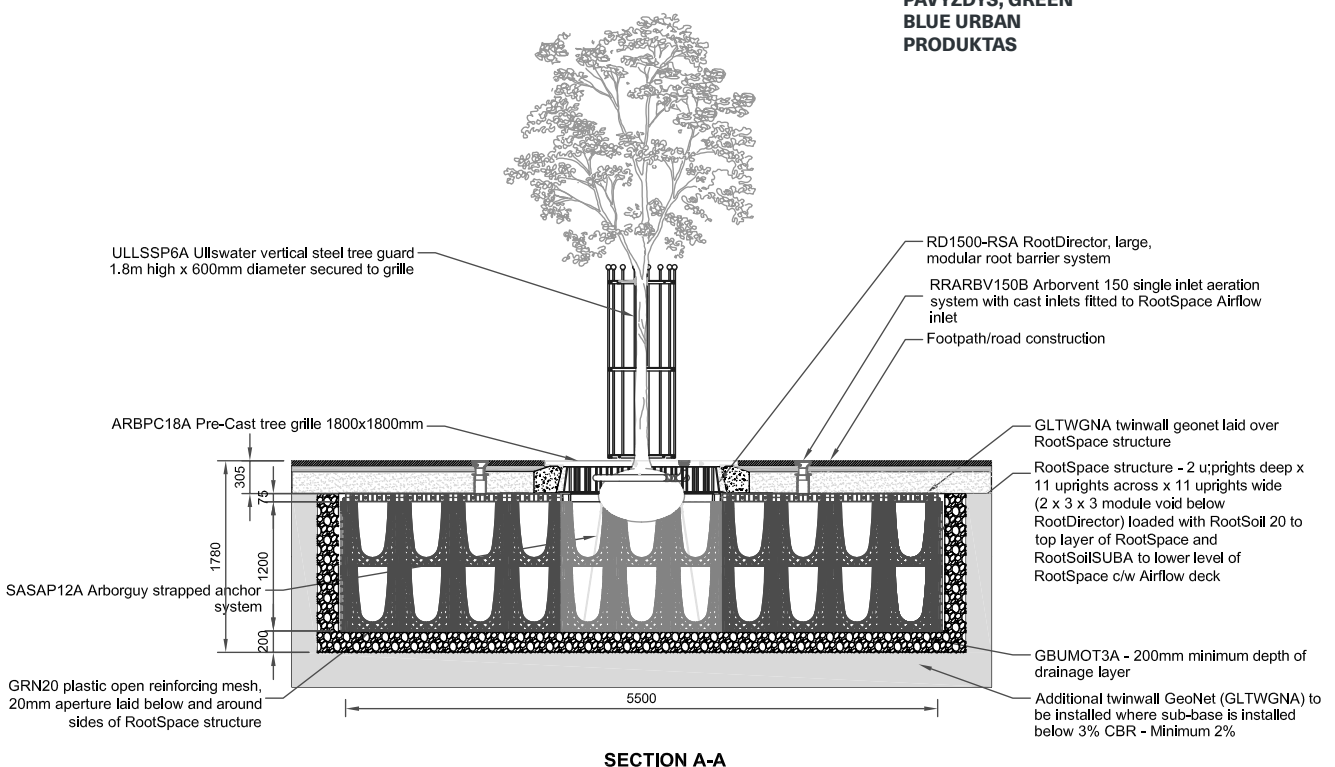 PAVYZDYS, GREEN
BLUE URBAN
PRODUKTAS
ULLSSP6A Ullswater vertical steel tree guard
1.8m high x 600mm diameter secured to grille
RD1500-RSA RootDirector, large,
modular root barrier system
RRARBV150B Arborvent 150 single inlet aeration
system with cast inlets fitted to RootSpace Airflow
inlet
Footpath/road construction
ARBPC18A Pre-Cast tree grille 1800x1800mm
GLTWGNA twinwall geonet laid over
RootSpace structure
RootSpace structure - 2 u;prights deep x
11 uprights across x 11 uprights wide
(2 x 3 x 3 module void below
RootDirector) loaded with RootSoil 20 to
top layer of RootSpace and
RootSoilSUBA to lower level of
RootSpace c/w Airflow deck
305
75
1780
1200
200
SASAP12A Arborguy strapped anchor
system
GRN20 plastic open reinforcing mesh,
20mm aperture laid below and around
sides of RootSpace structure
GBUMOT3A - 200mm minimum depth of
drainage layer
Additional twinwall GeoNet (GLTWGNA) to
be installed where sub-base is installed
below 3% CBR - Minimum 2%
5500
SECTION A-A